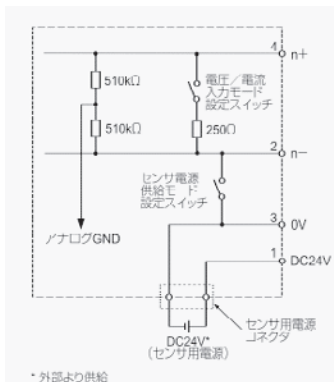 4 n+
510kΩ
電圧／電流
入力モード
設定スイッチ
510kΩ
250Ω
2 n−
センサ電源
供給モード
設定スイッチ
3 0V
アナログGND
1 DC24V
センサ用電源
コネクタ
DC24V*
(センサ用電源)
* 外部より供給